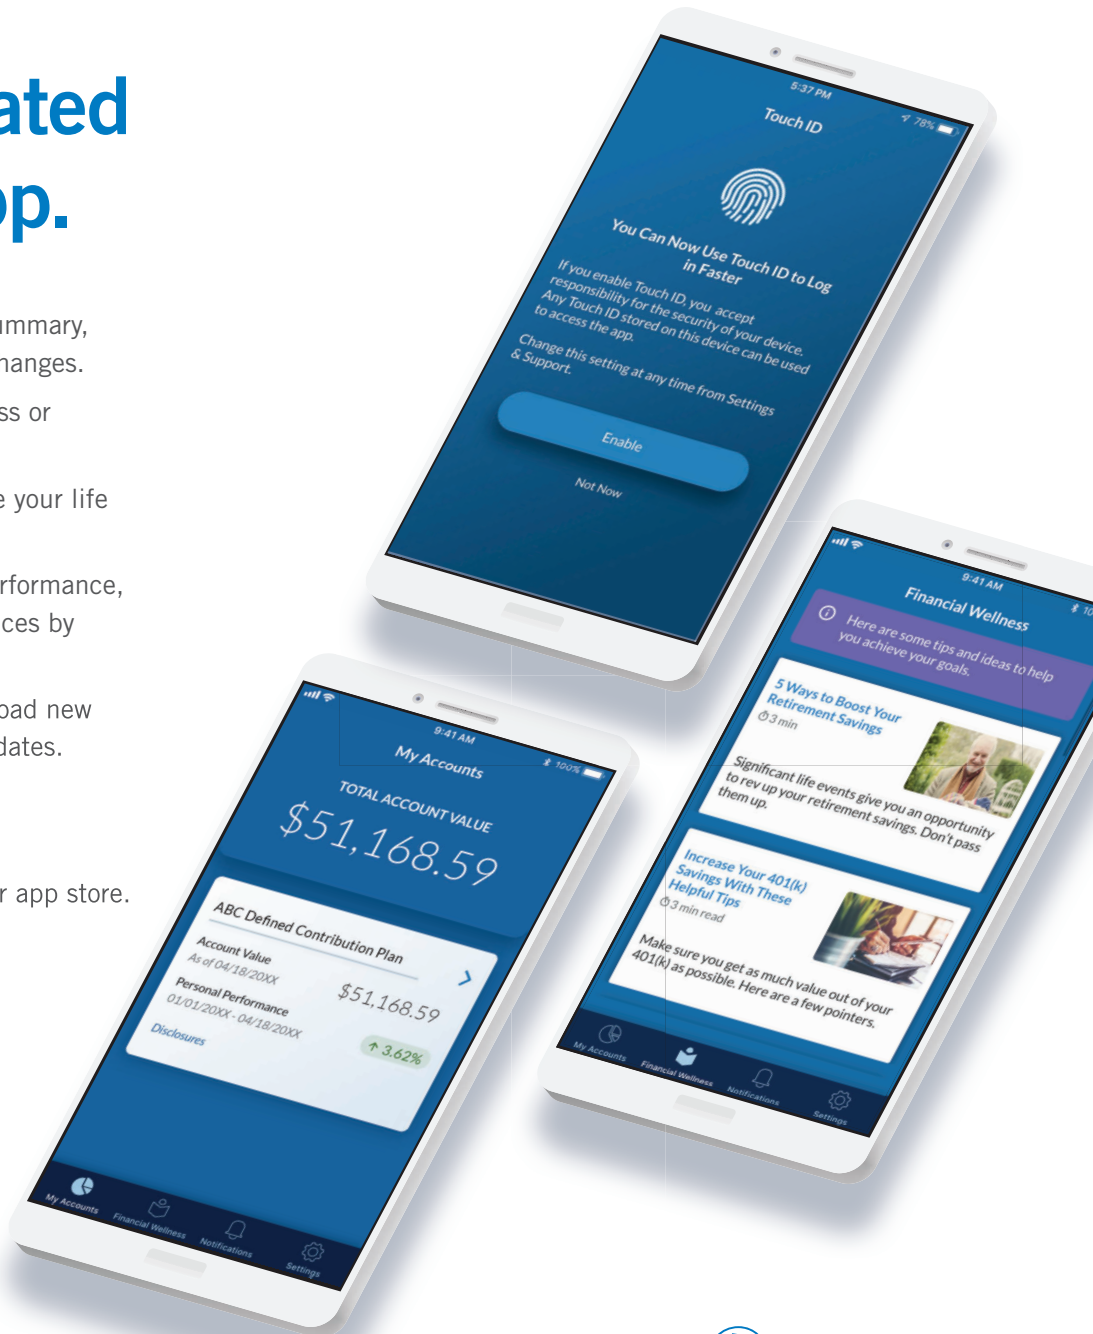 ated
pp.
ummary,
hanges.
ss or
e your life
rformance,
ces by
oad new
dates.
r app store.
5:37 PM
78%
Touch ID
You Can Now Use Touch ID to Log
in Faster
If you enable Touch ID, you accept
responsibility for the security of your device.
Any Touch ID stored on this device can be used
to access the app.
Change this setting at any time from Settings
& Support.
Enable
Not Now
9:41 AM
100%
My Accounts
TOTAL ACCOUNT VALUE
$51,168.59
ABC Defined Contribution Plan
Account Value
As of 04/18/20XX
$51,168.59
Personal Performance
01/01/20XX - 04/18/20XX
↑ 3.62%
Disclosures
My Accounts
Financial Wellness
Notifications
Settings
9:41 AM
10
Financial Wellness
Here are some tips and ideas to help
you achieve your goals.
5 Ways to Boost Your
Retirement Savings
3 min
Significant life events give you an opportunity
to rev up your retirement savings. Don't pass
them up.
Increase Your 401(k)
Savings With These
Helpful Tips
3 min read
Make sure you get as much value out of your
401(k) as possible. Here are a few pointers.
My Accounts
Financial Wellness
Notifications
Settings